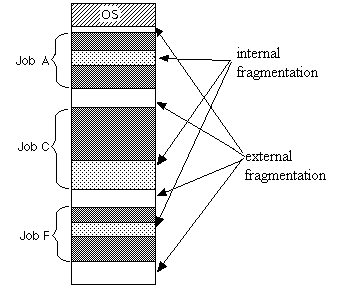 OS
Job A
internal
fragmentation
Job C
external
fragmentation
Job F